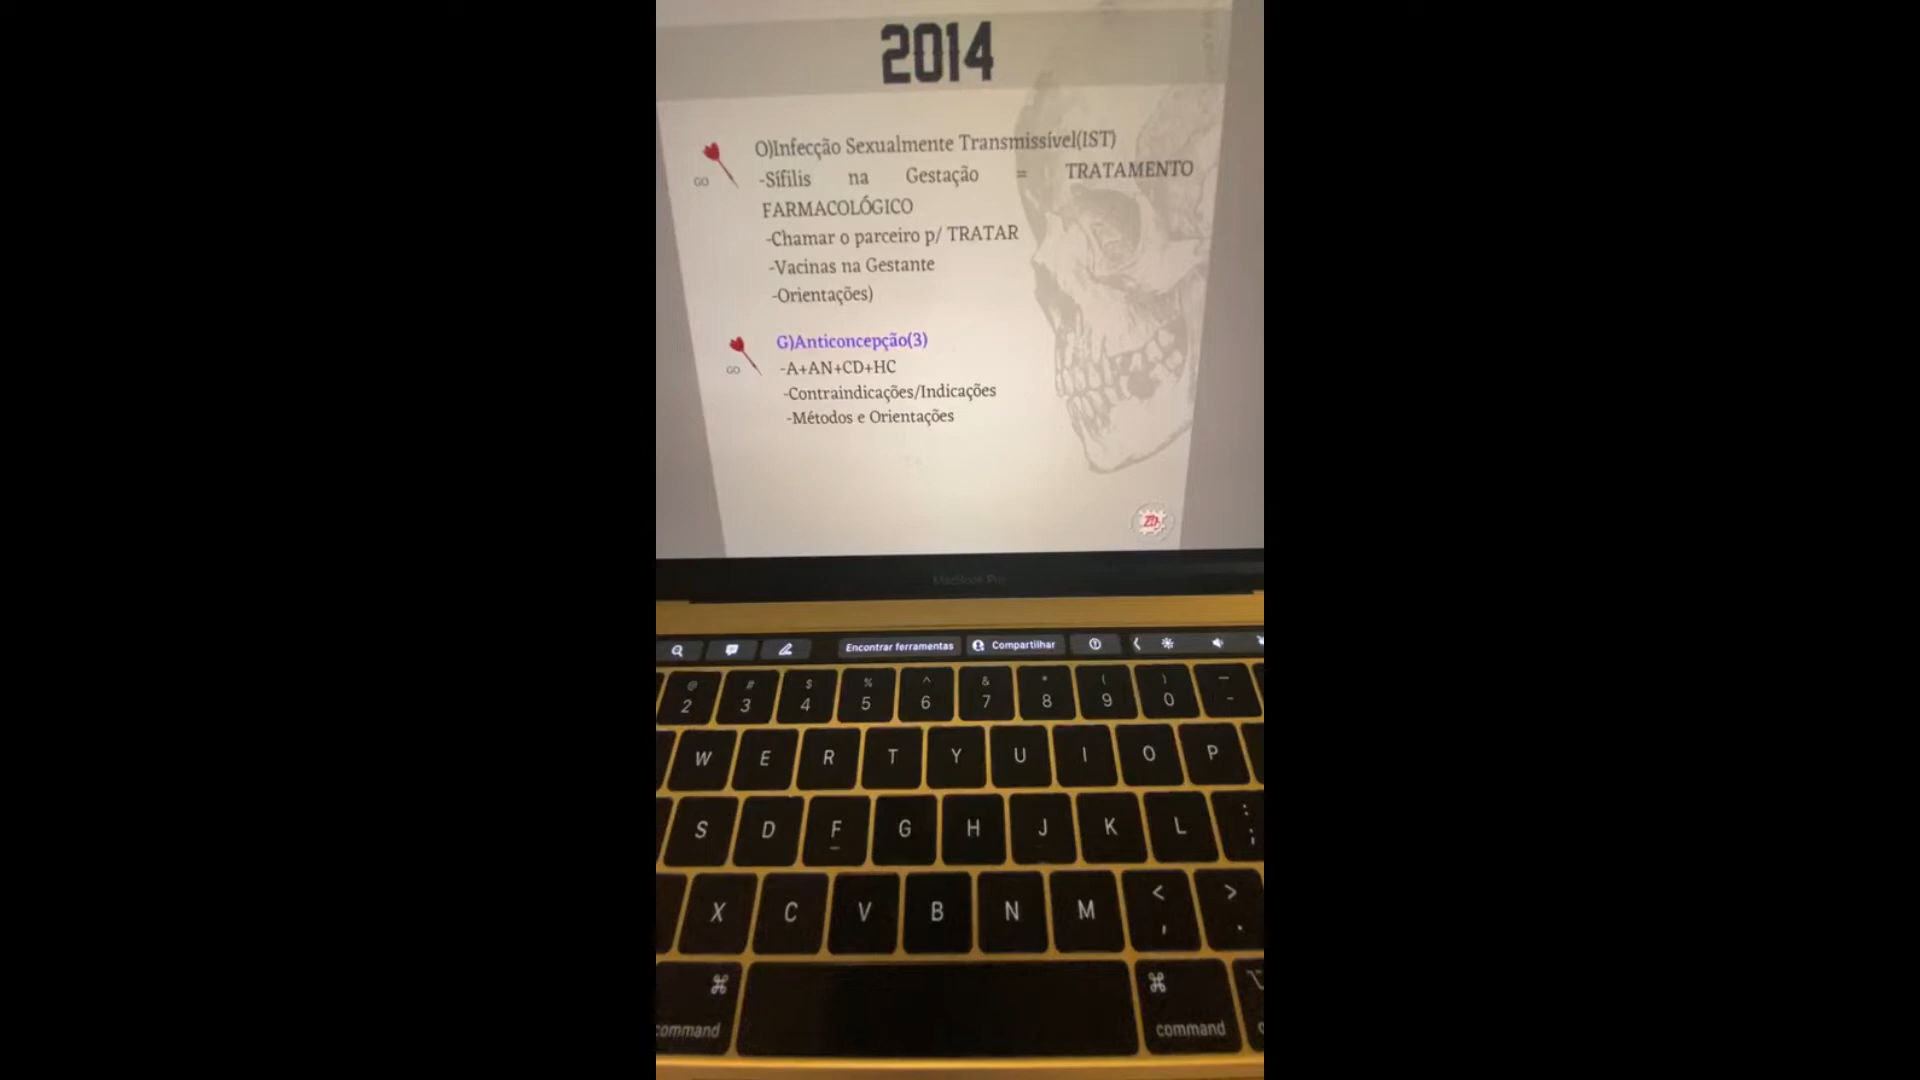 2014
O)Infecção Sexualmente Transmissível(IST)
GO
-Sífilis na Gestação = TRATAMENTO
FARMACOLÓGICO
-Chamar o parceiro p/ TRATAR
-Vacinas na Gestante
-Orientações)
G)Anticoncepção(3)
GO
-A+AN+CD+HC
-Contraindicações/Indicações
-Métodos e Orientações
MacBook Pro
Encontrar ferramentas Compartilhar
@ # $ % ^ & * ( ) —
2 3 4 5 6 7 8 9 0 -
W E R T Y U I O P
S D F G H J K L : ;
X C V B N M < , > .
⌘ ⌘
command command